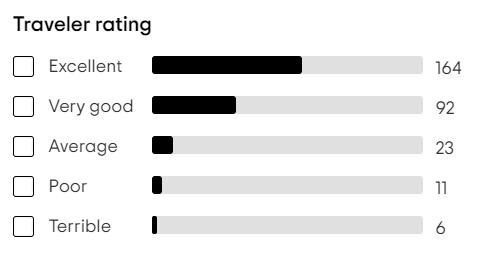 Traveler rating
Excellent 164
Very good 92
Average 23
Poor 11
Terrible 6